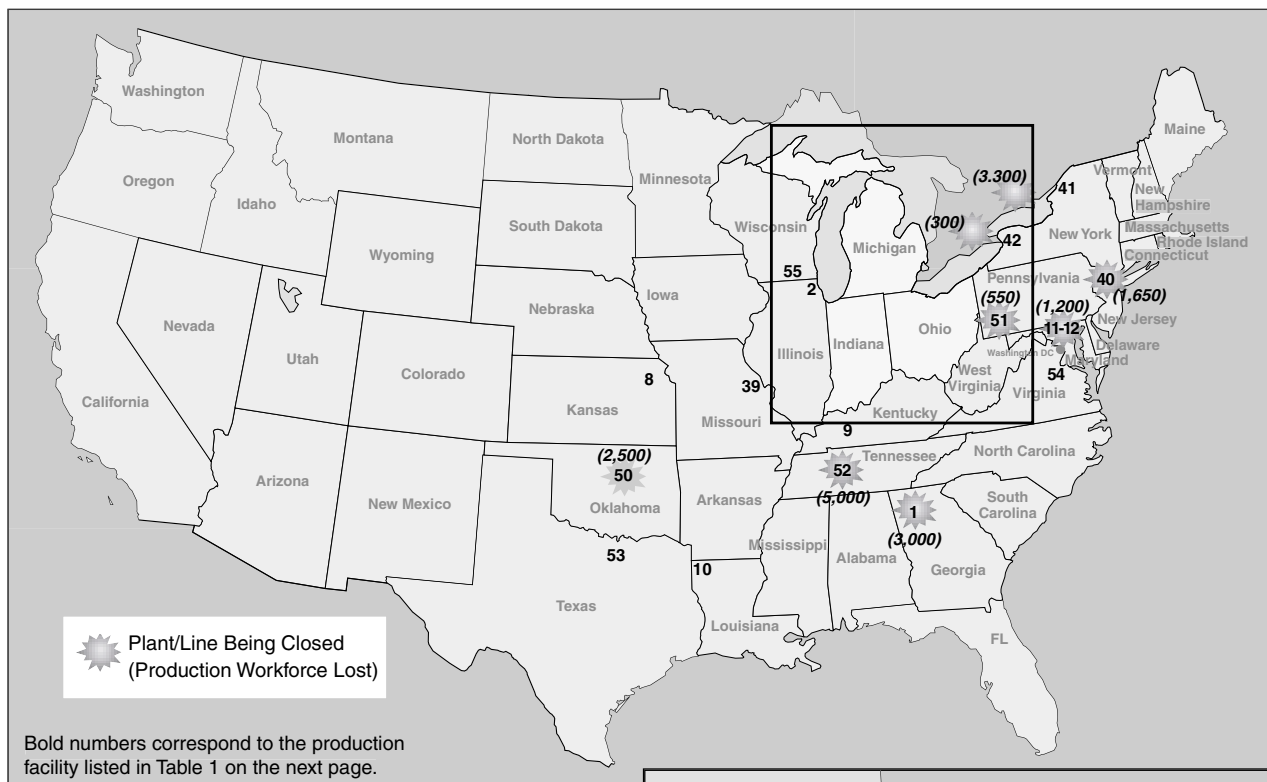 Washington
Montana
North Dakota
Minnesota
Maine
Oregon
Idaho
Vermont
(3.300)
41
New
Hampshire
South Dakota
Wisconsin
Michigan
(300)
42
New York
Massachusetts
Rhode Island
Connecticut
Wyoming
55
2
Pennsylvania
40
(1,650)
Iowa
Nebraska
(550)
51
(1,200)
11-12
New Jersey
Nevada
Utah
Colorado
Illinois
Indiana
Ohio
Washington DC
Delaware
Maryland
8
39
West
Virginia
54
Virginia
California
Kansas
Missouri
Kentucky
9
(2,500)
50
Oklahoma
52
Tennessee
(5,000)
North Carolina
Arizona
New Mexico
Arkansas
South
Carolina
1
(3,000)
Mississippi
Alabama
Georgia
53
10
Texas
Louisiana
FL
Plant/Line Being Closed
(Production Workforce Lost)
Bold numbers correspond to the production
facility listed in Table 1 on the next page.